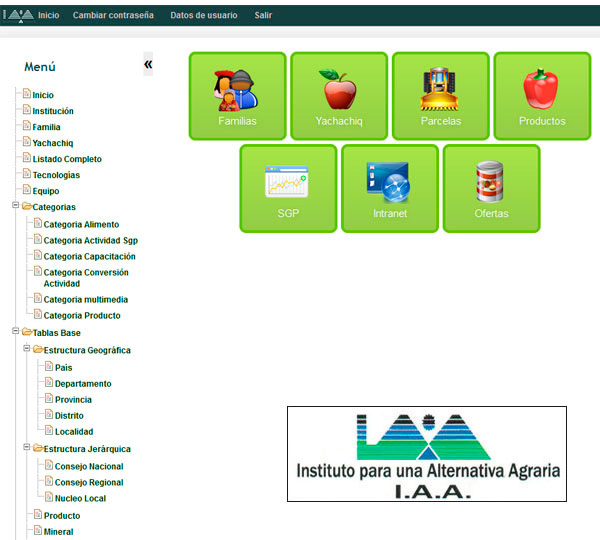 IAA Inicio Cambiar contraseña Datos de usuario Salir
Menú «
Inicio
Institución
Familia
Yachachiq
Listado Completo
Tecnologías
Equipo
Categorias
Categoria Alimento
Categoria Actividad Sgp
Categoria Capacitación
Categoria Conversión
Actividad
Categoria multimedia
Categoria Producto
Tablas Base
Estructura Geográfica
País
Departamento
Provincia
Distrito
Localidad
Estructura Jerárquica
Consejo Nacional
Consejo Regional
Nucleo Local
Producto
Mineral
Familias Yachachiq Parcelas Productos
SGP Intranet Ofertas
IAA
Instituto para una Alternativa Agraria
I.A.A.